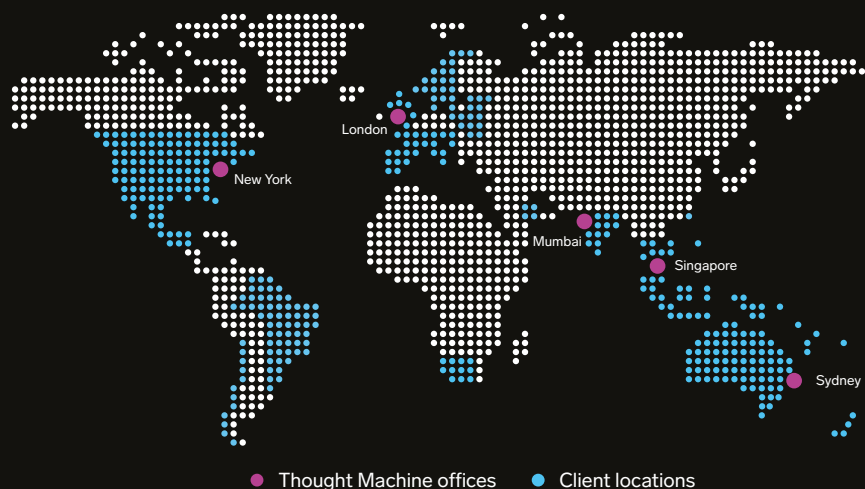 London
New York
Mumbai
Singapore
Sydney
Thought Machine offices
Client locations